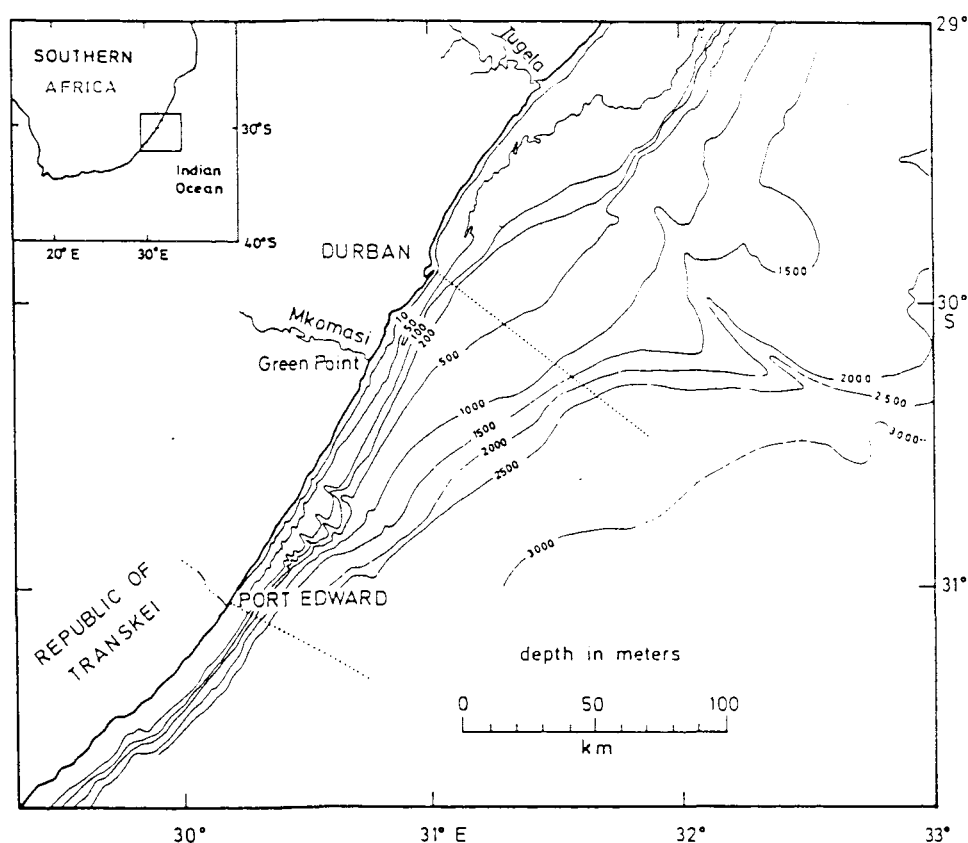 SOUTHERN
AFRICA
30°S
Indian
Ocean
40°S
20°E
30°E
Tugela
29°
DURBAN
1500
30°
S
Mkomasi
Green Point
10
50
100
200
500
1000
1500
2000
2500
2000
2500
3000
3000
31°
PORT EDWARD
REPUBLIC OF
TRANSKEI
depth in meters
0 50 100
km
30° 31° E 32° 33°